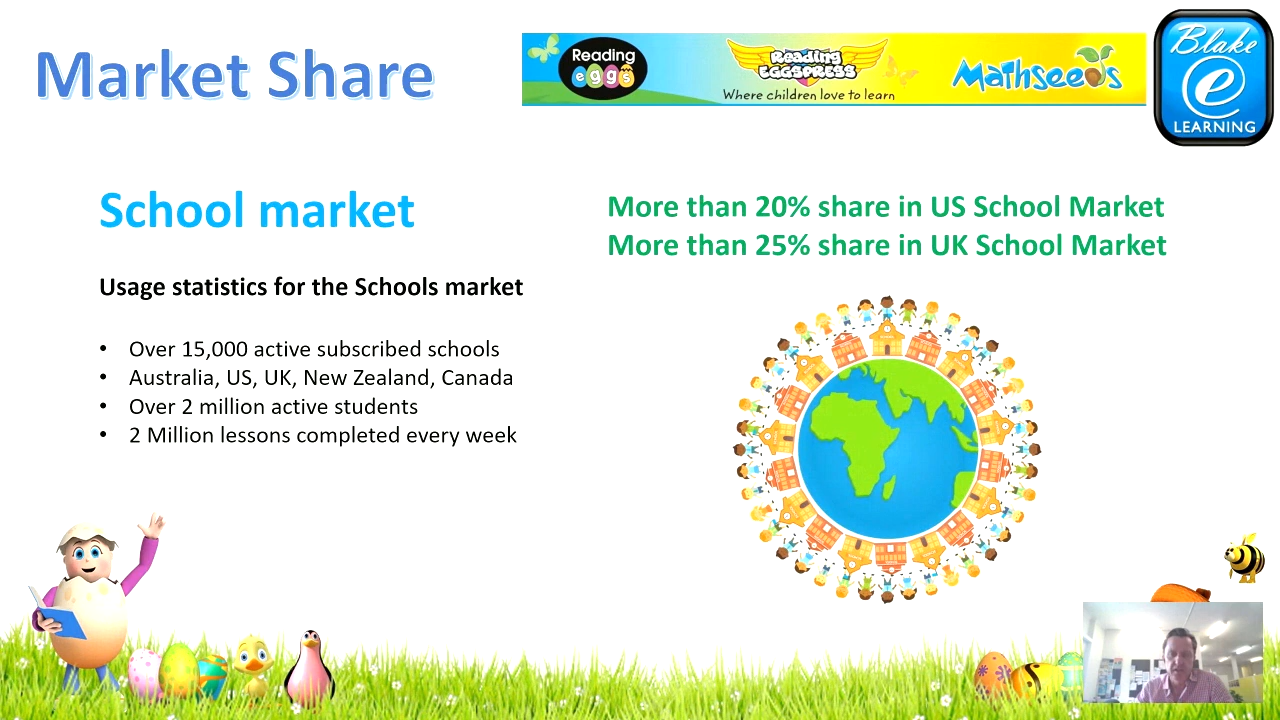 Market Share
Reading
eggs
Reading
EGGSPRESS
Where children love to learn
Mathseeds
Blake
e
LEARNING
School market
More than 20% share in US School Market
More than 25% share in UK School Market
Usage statistics for the Schools market
• Over 15,000 active subscribed schools
• Australia, US, UK, New Zealand, Canada
• Over 2 million active students
• 2 Million lessons completed every week